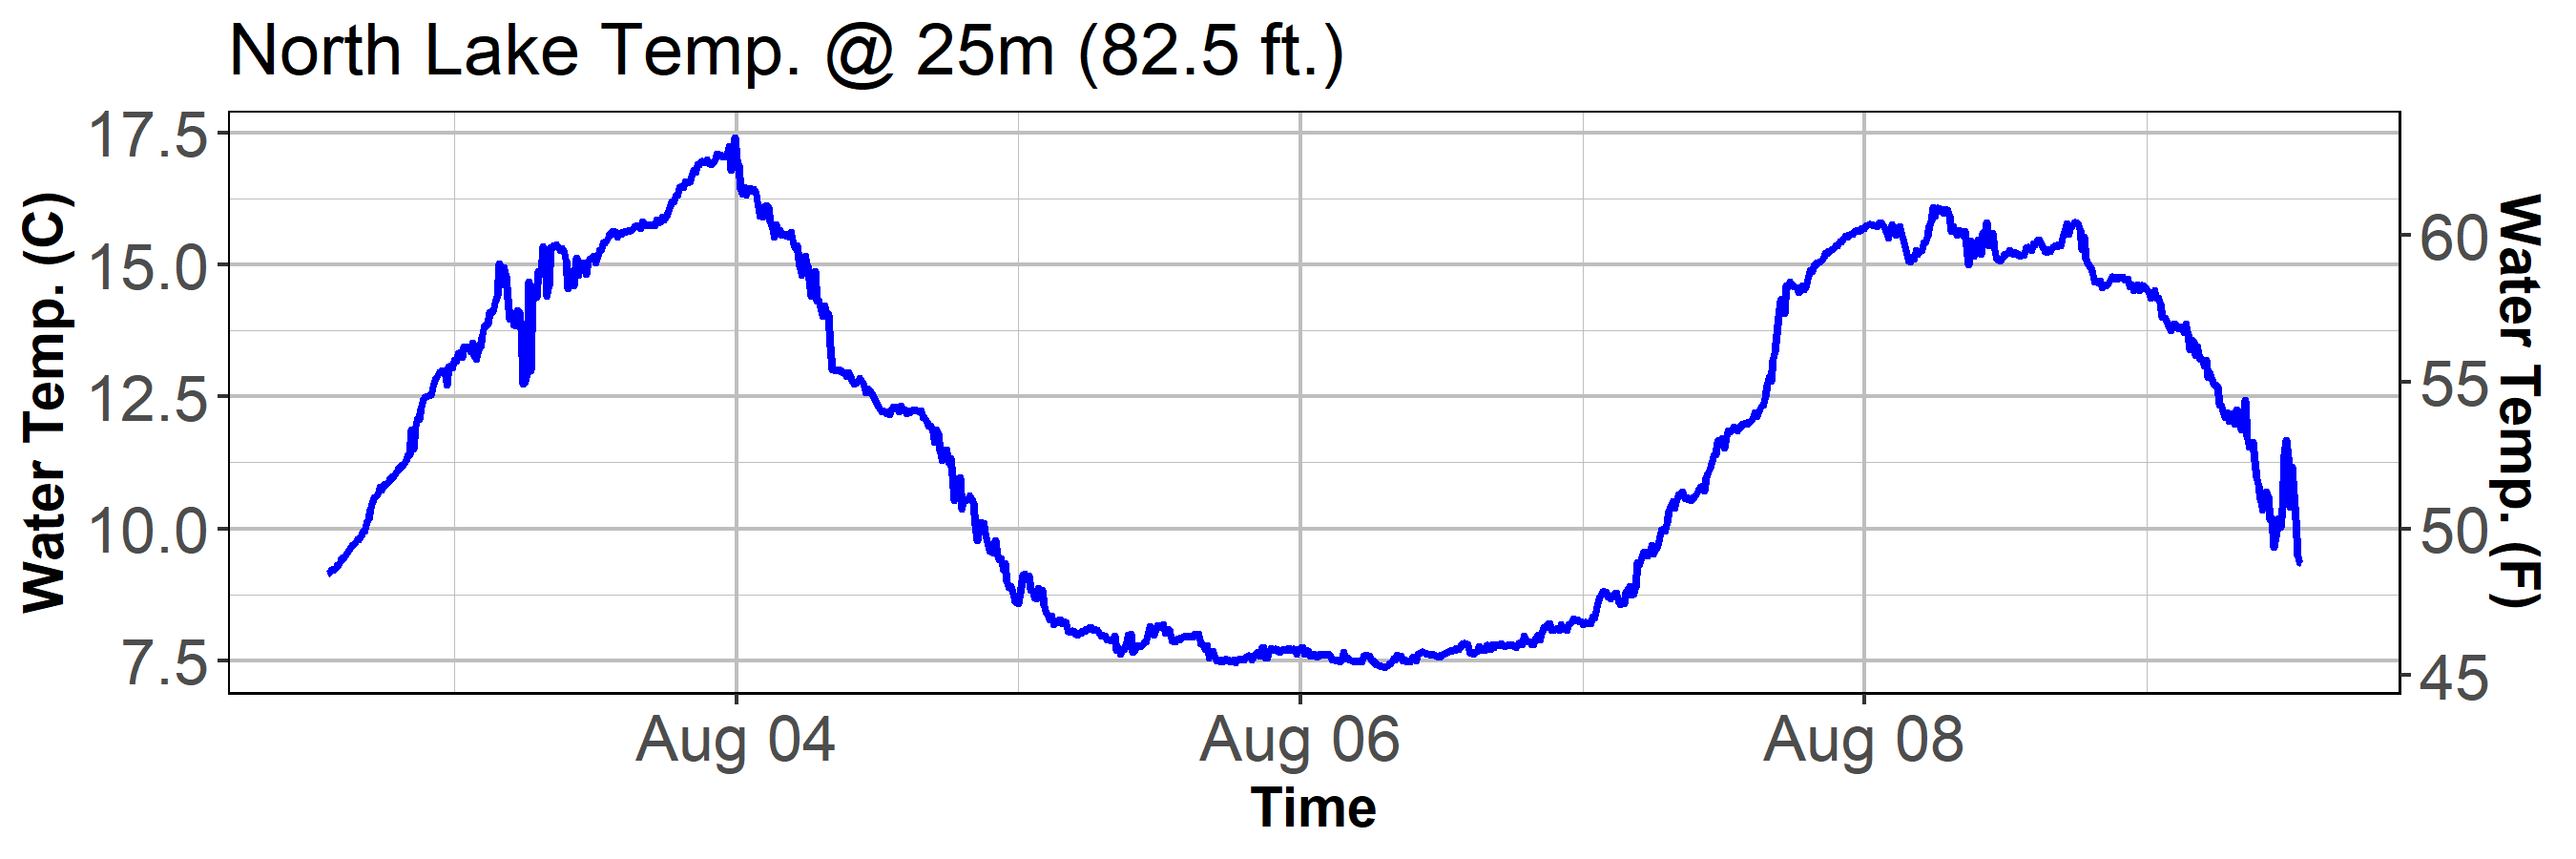 North Lake Temp. @ 25m (82.5 ft.)
Water Temp. (C)
17.5
15.0
12.5
10.0
7.5
60
55
50
45
Water Temp. (F)
Aug 04
Aug 06
Aug 08
Time